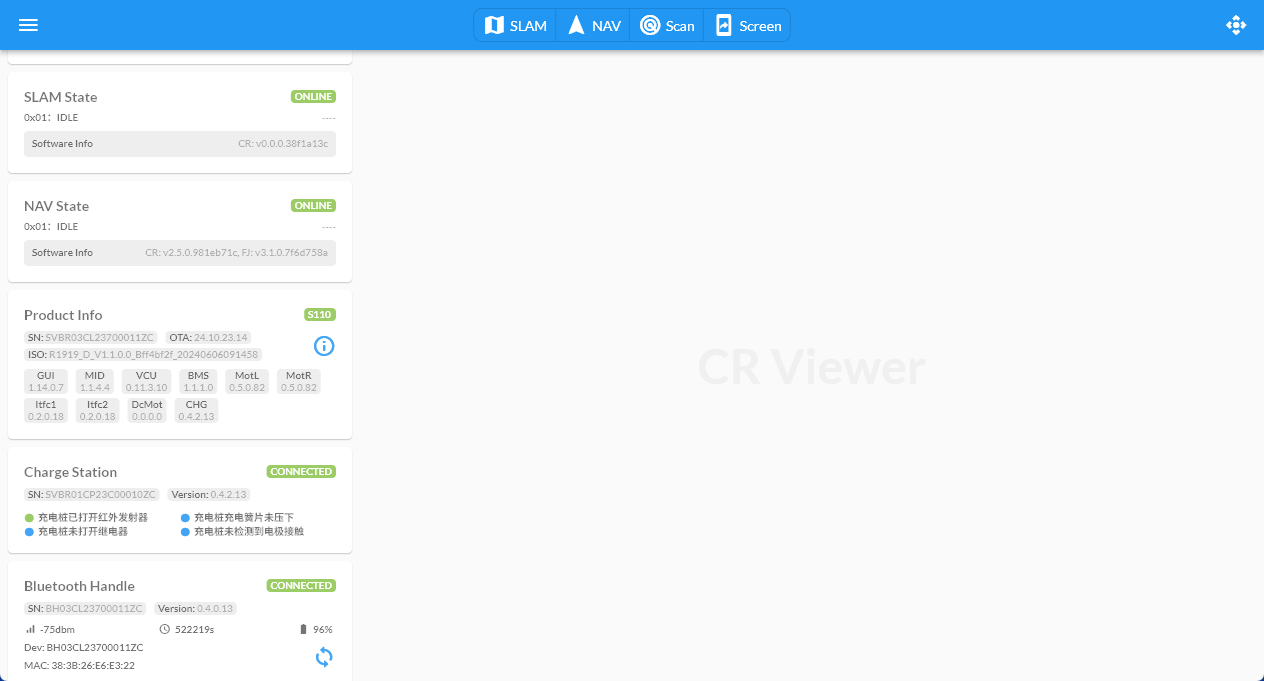 SLAM NAV Scan Screen
SLAM State ONLINE
0x01：IDLE ----
Software Info CR: v0.0.0.38f1a13c
NAV State ONLINE
0x01：IDLE ----
Software Info CR: v2.5.0.981eb71c, FJ: v3.1.0.7f6d758a
Product Info S110
SN: SVBR03CL23700011ZC OTA: 24.10.23.14
ISO: R1919_D_V1.1.0.0_Bff4bf2f_20240606091458
GUI MID VCU BMS MotL MotR
1.14.0.7 1.1.4.4 0.11.3.10 1.1.1.0 0.5.0.82 0.5.0.82
Itfc1 Itfc2 DcMot CHG
0.2.0.18 0.2.0.18 0.0.0.0 0.4.2.13
Charge Station CONNECTED
SN: SVBR01CP23C00010ZC Version: 0.4.2.13
充电桩已打开红外发射器 充电桩充电簧片未压下
充电桩未打开继电器 充电桩未检测到电极接触
Bluetooth Handle CONNECTED
SN: BH03CL23700011ZC Version: 0.4.0.13
-75dbm 522219s 96%
Dev: BH03CL23700011ZC
MAC: 38:3B:26:E6:E3:22
CR Viewer